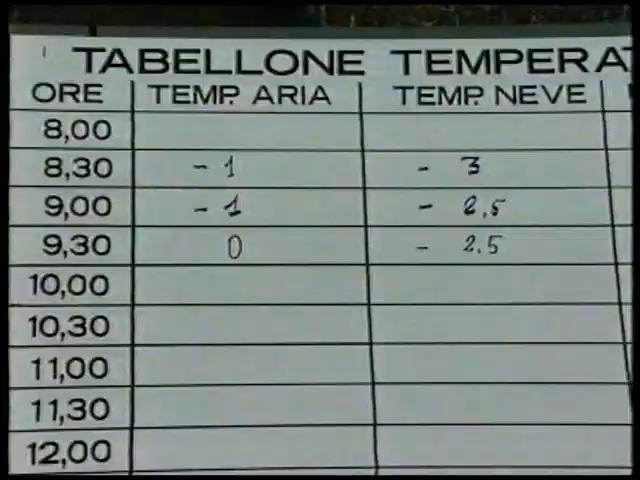 TABELLONE TEMPERA
ORE TEMP. ARIA TEMP. NEVE
8,00
8,30 - 1 - 3
9,00 - 1 - 2,5
9,30 0 - 2.5
10,00
10,30
11,00
11,30
12,00